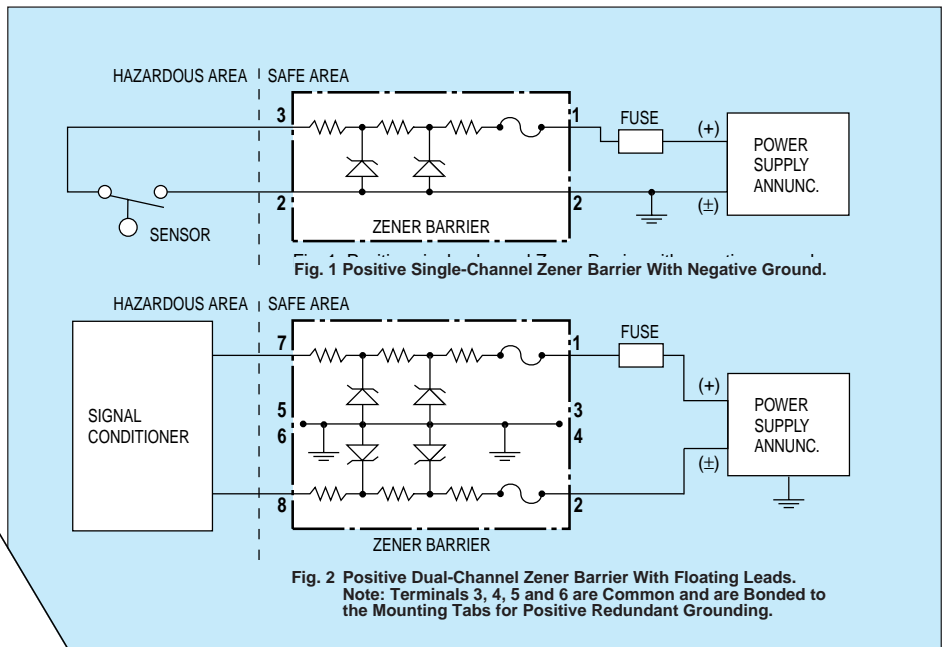 HAZARDOUS AREA SAFE AREA
3
1
FUSE
(+)
POWER
SUPPLY
ANNUNC.
2
2
(±)
SENSOR
ZENER BARRIER
Fig. 1 Positive Single-Channel Zener Barrier With Negative Ground.
HAZARDOUS AREA SAFE AREA
7
1
FUSE
(+)
SIGNAL
CONDITIONER
5
3
6
4
POWER
SUPPLY
ANNUNC.
(±)
8
2
ZENER BARRIER
Fig. 2 Positive Dual-Channel Zener Barrier With Floating Leads.
Note: Terminals 3, 4, 5 and 6 are Common and are Bonded to
the Mounting Tabs for Positive Redundant Grounding.